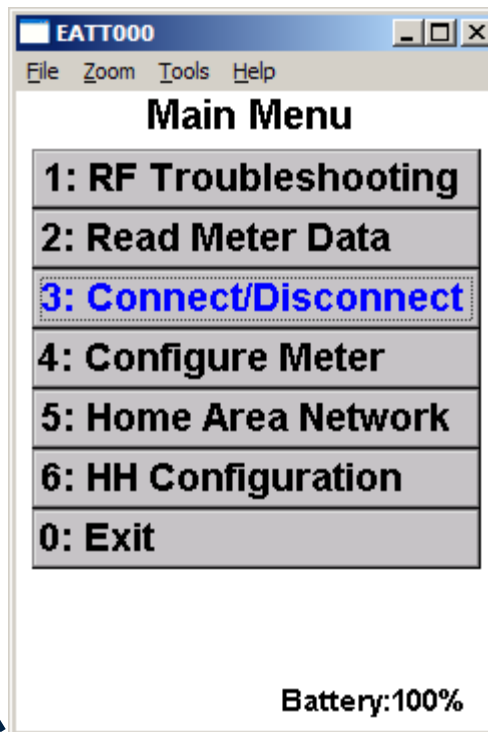 EATT000
File Zoom Tools Help
Main Menu
1: RF Troubleshooting
2: Read Meter Data
3: Connect/Disconnect
4: Configure Meter
5: Home Area Network
6: HH Configuration
0: Exit
Battery:100%